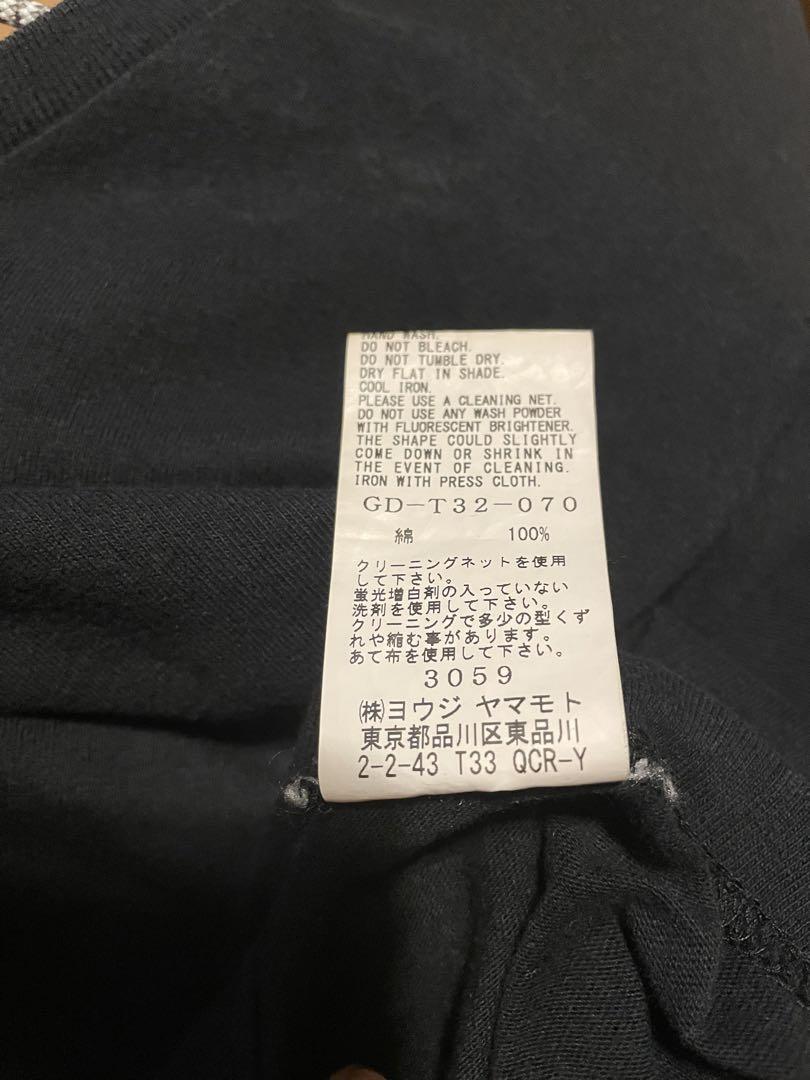 HAND WASH.
DO NOT BLEACH.
DO NOT TUMBLE DRY.
DRY FLAT IN SHADE.
COOL IRON.
PLEASE USE A CLEANING NET.
DO NOT USE ANY WASH POWDER
WITH FLUORESCENT BRIGHTENER.
THE SHAPE COULD SLIGHTLY
COME DOWN OR SHRINK IN
THE EVENT OF CLEANING.
IRON WITH PRESS CLOTH.
GD-T32-070
綿 100%
クリーニングネットを使用
して下さい。
蛍光増白剤の入っていない
洗剤を使用して下さい。
クリーニングで多少の型くず
れや縮む事があります。
あて布を使用して下さい。
3059
㈱ヨウジ ヤマモト
東京都品川区東品川
2-2-43 T33 QCR-Y